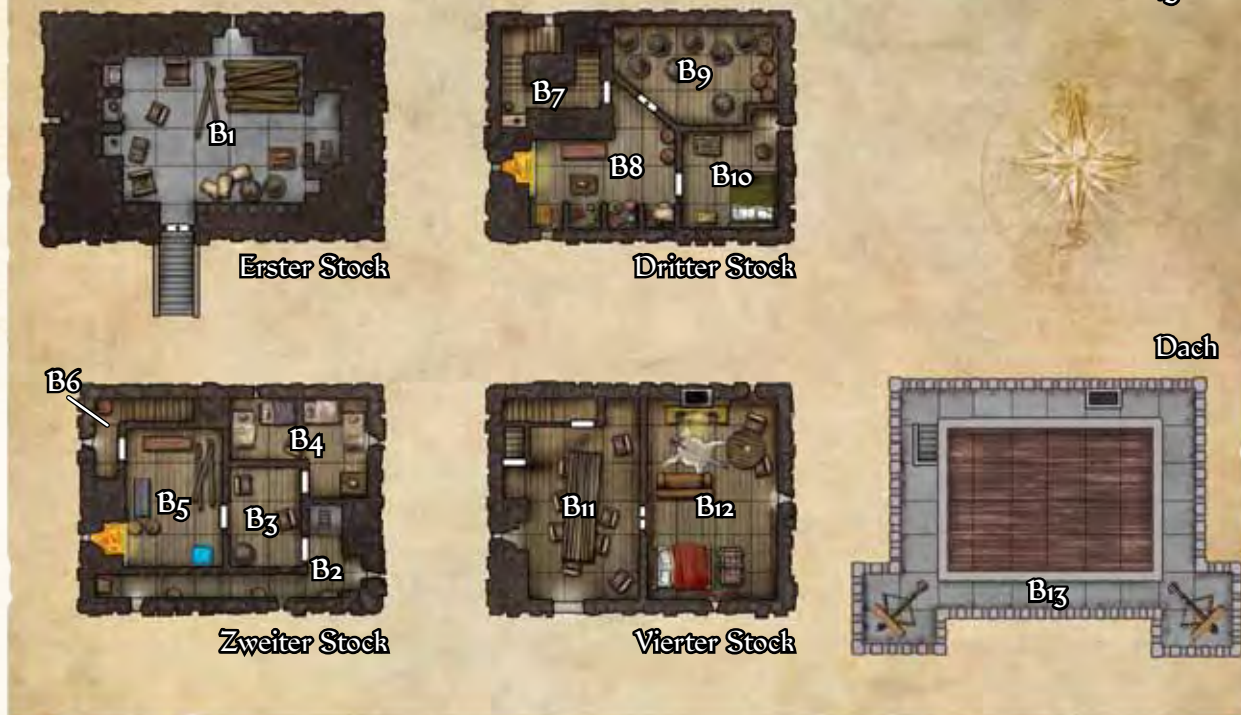 B1
Erster Stock
B7
B9
B8
B10
Dritter Stock
B6
B4
B5
B3
B2
Zweiter Stock
B11
B12
Vierter Stock
Dach
B13